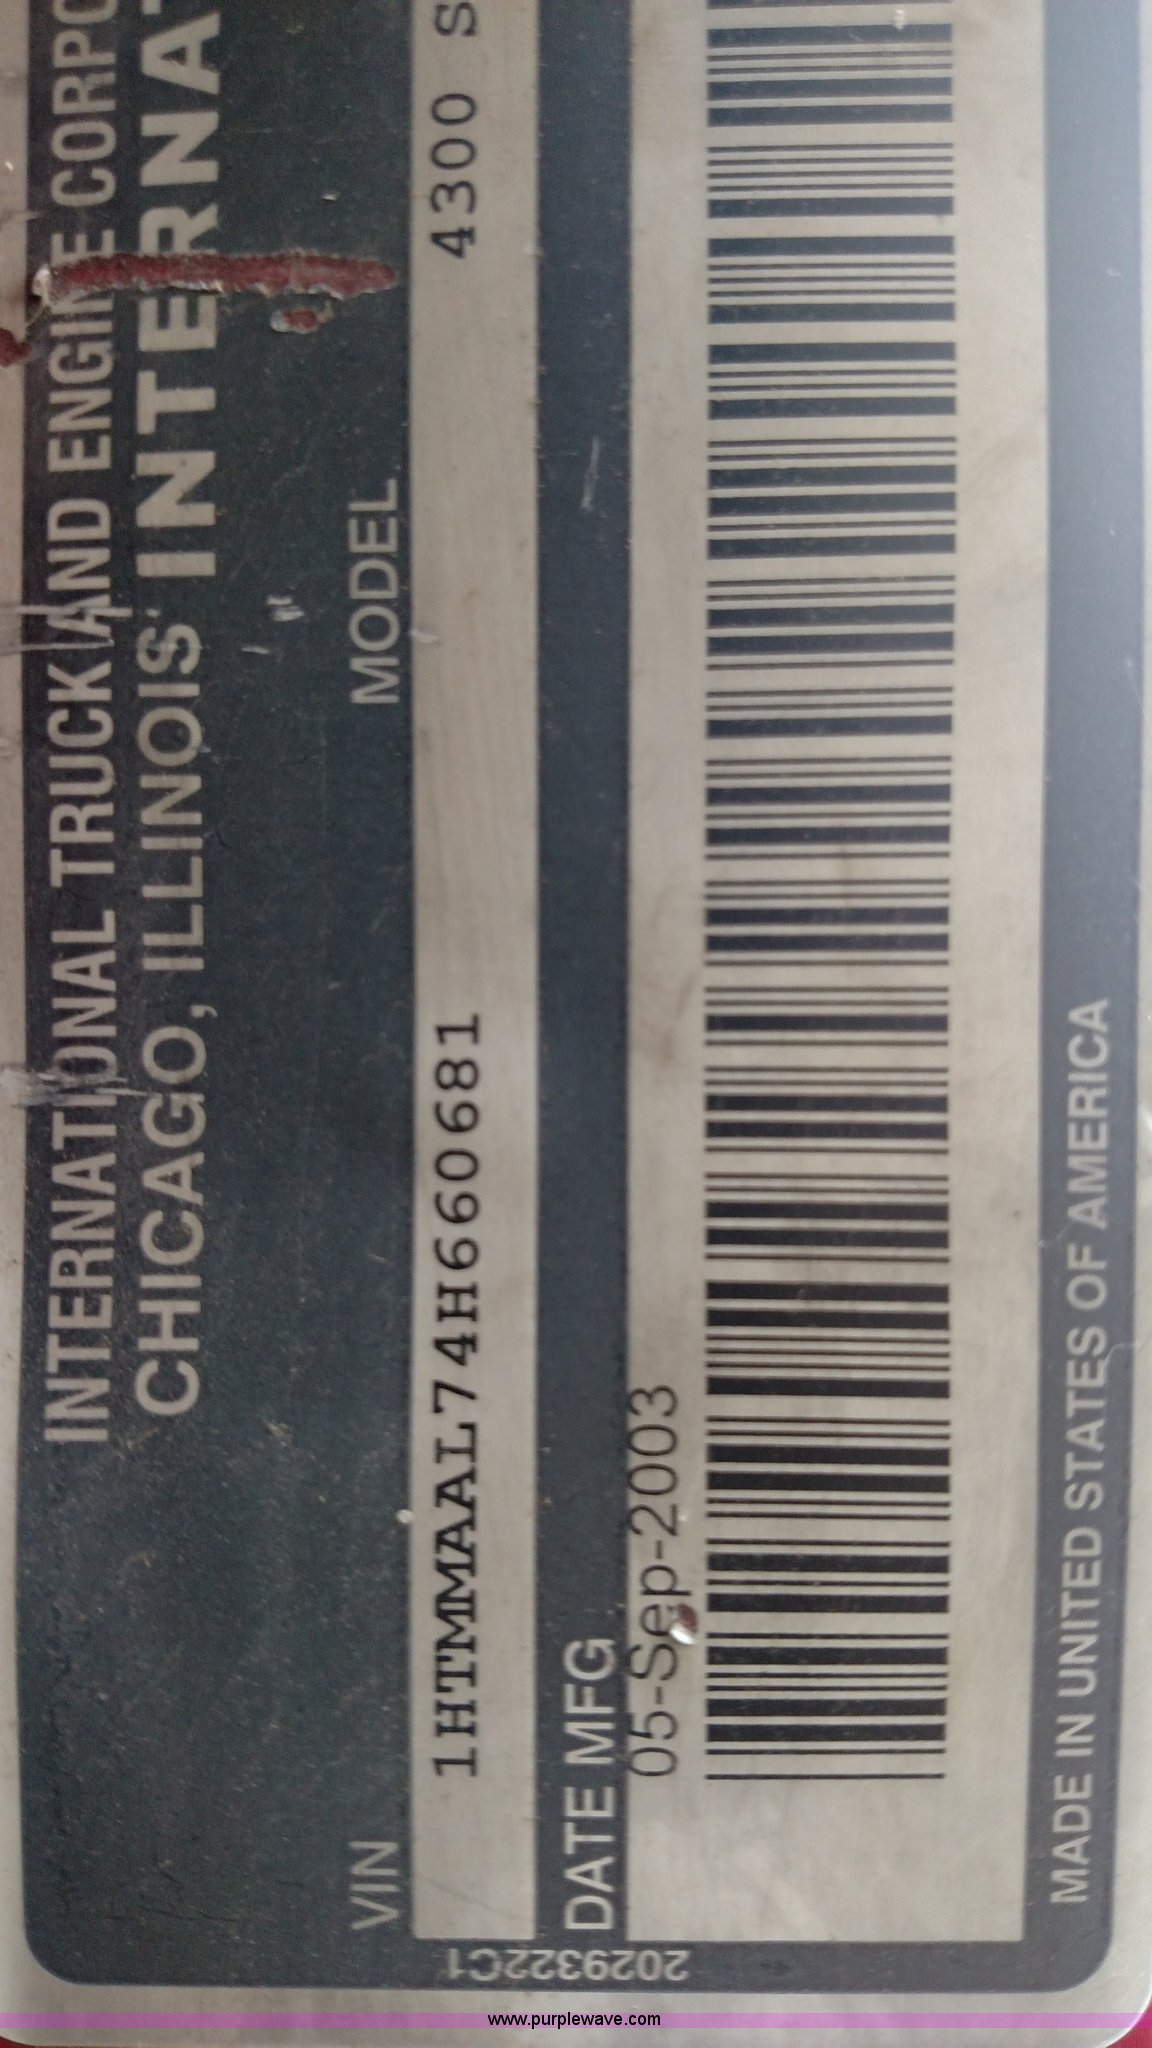 INTERNATIONAL TRUCK AND ENGINE CORPO
CHICAGO, ILLINOIS INTERNAT
VIN MODEL
1HTMMAAL74H660681 4300 S
DATE MFG
05-Sep-2003
MADE IN UNITED STATES OF AMERICA
2029322C1
www.purplewave.com